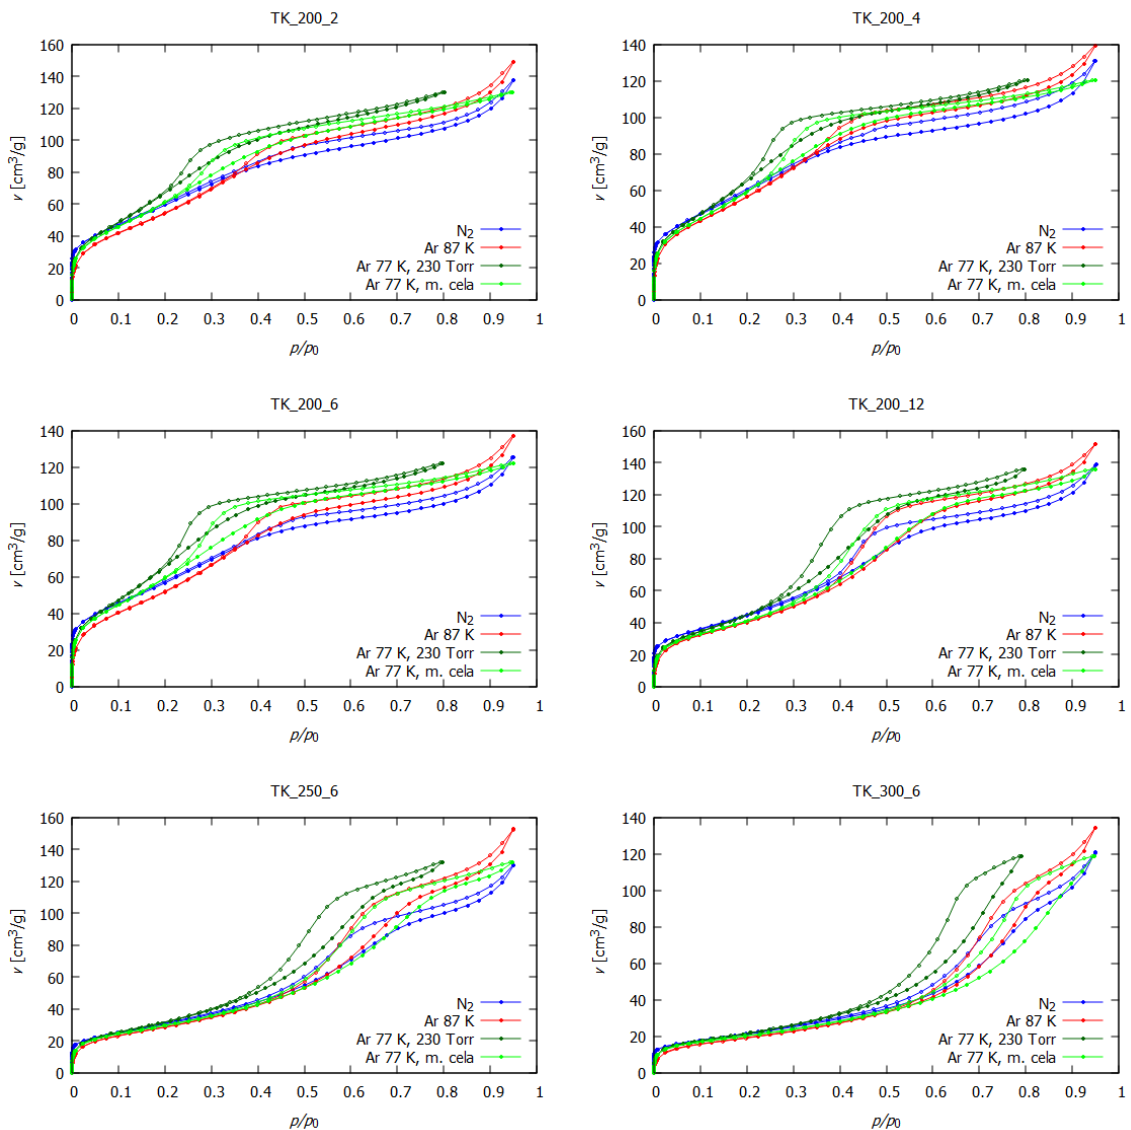 TK_200_2
160
140
120
100
80
60
40
20
0
v [cm3/g]
N2
Ar 87 K
Ar 77 K, 230 Torr
Ar 77 K, m. cela
0 0.1 0.2 0.3 0.4 0.5 0.6 0.7 0.8 0.9 1
p/p0
TK_200_4
140
120
100
80
60
40
20
0
v [cm3/g]
N2
Ar 87 K
Ar 77 K, 230 Torr
Ar 77 K, m. cela
0 0.1 0.2 0.3 0.4 0.5 0.6 0.7 0.8 0.9 1
p/p0
TK_200_6
140
120
100
80
60
40
20
0
v [cm3/g]
N2
Ar 87 K
Ar 77 K, 230 Torr
Ar 77 K, m. cela
0 0.1 0.2 0.3 0.4 0.5 0.6 0.7 0.8 0.9 1
p/p0
TK_200_12
160
140
120
100
80
60
40
20
0
v [cm3/g]
N2
Ar 87 K
Ar 77 K, 230 Torr
Ar 77 K, m. cela
0 0.1 0.2 0.3 0.4 0.5 0.6 0.7 0.8 0.9 1
p/p0
TK_250_6
160
140
120
100
80
60
40
20
0
v [cm3/g]
N2
Ar 87 K
Ar 77 K, 230 Torr
Ar 77 K, m. cela
0 0.1 0.2 0.3 0.4 0.5 0.6 0.7 0.8 0.9 1
p/p0
TK_300_6
140
120
100
80
60
40
20
0
v [cm3/g]
N2
Ar 87 K
Ar 77 K, 230 Torr
Ar 77 K, m. cela
0 0.1 0.2 0.3 0.4 0.5 0.6 0.7 0.8 0.9 1
p/p0